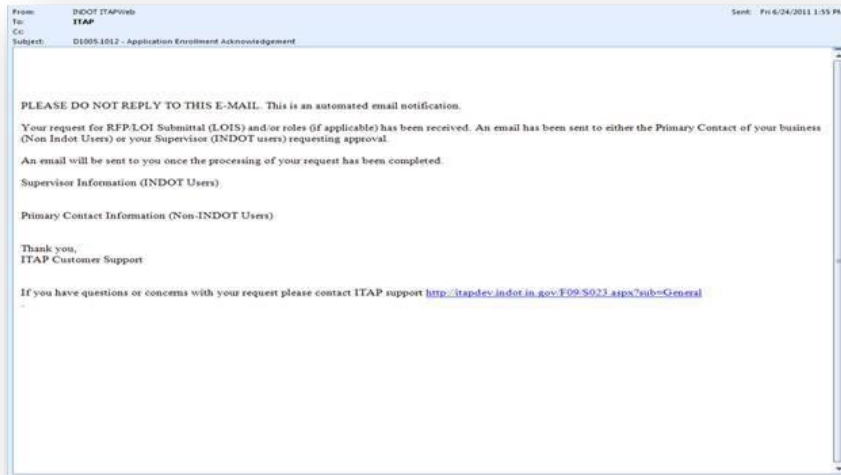 From: INDOT ITAPWeb Sent: Fri 6/24/2011 1:55 PM
To: ITAP
Cc:
Subject: D1005.1012 - Application Enrollment Acknowledgement
PLEASE DO NOT REPLY TO THIS E-MAIL. This is an automated email notification.
Your request for RFP/LOI Submittal (LOIS) and/or roles (if applicable) has been received. An email has been sent to either the Primary Contact of your business
(Non Indot Users) or your Supervisor (INDOT users) requesting approval.
An email will be sent to you once the processing of your request has been completed.
Supervisor Information (INDOT Users)
Primary Contact Information (Non-INDOT Users)
Thank you,
ITAP Customer Support
If you have questions or concerns with your request please contact ITAP support http://itapdev.indot.in.gov/F09/S023.aspx?sub=General
.